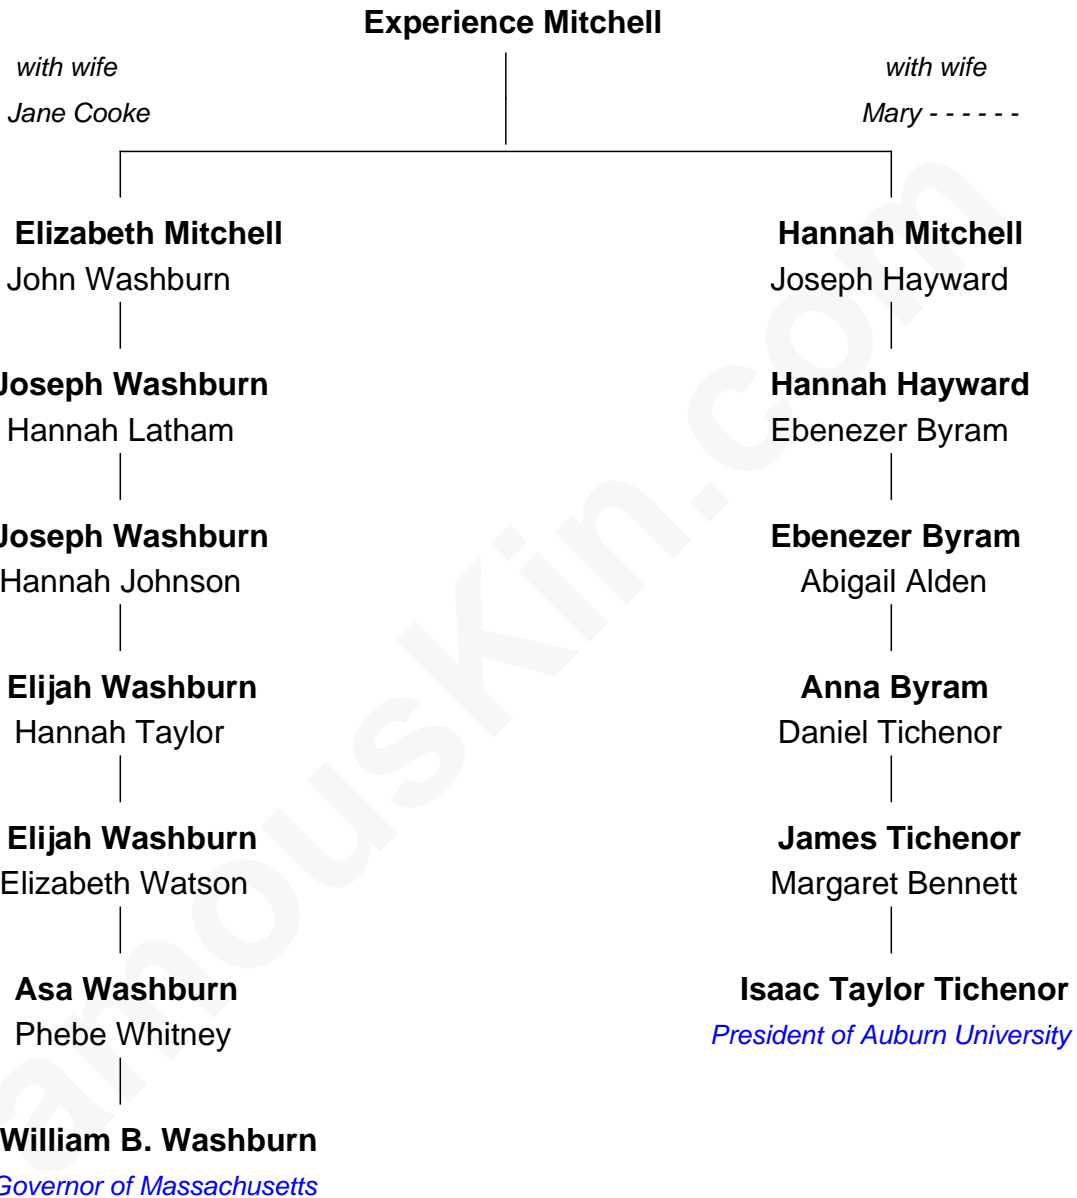 Experience Mitchell
with wife
Jane Cooke
with wife
Mary - - - - - -
Elizabeth Mitchell
John Washburn
Hannah Mitchell
Joseph Hayward
Joseph Washburn
Hannah Latham
Hannah Hayward
Ebenezer Byram
Joseph Washburn
Hannah Johnson
Ebenezer Byram
Abigail Alden
Elijah Washburn
Hannah Taylor
Anna Byram
Daniel Tichenor
Elijah Washburn
Elizabeth Watson
James Tichenor
Margaret Bennett
Asa Washburn
Phebe Whitney
Isaac Taylor Tichenor
President of Auburn University
William B. Washburn
Governor of Massachusetts
amousKin.com